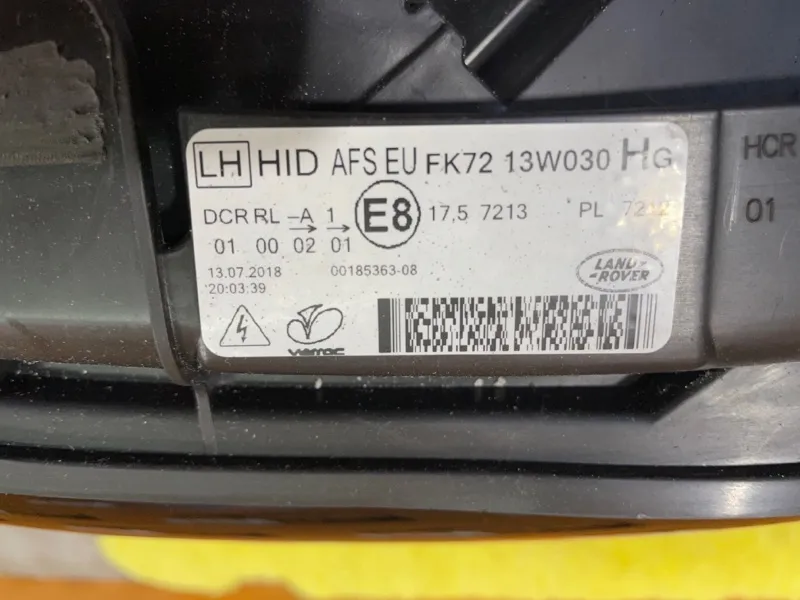 LH HID AFS EU FK72 13W030 HG
DCR RL -A 1 E8 17,5 7213 PL
01 00 02 01
13.07.2018 00185363-08
20:03:39
LAND ROVER
varroc
HCR
01